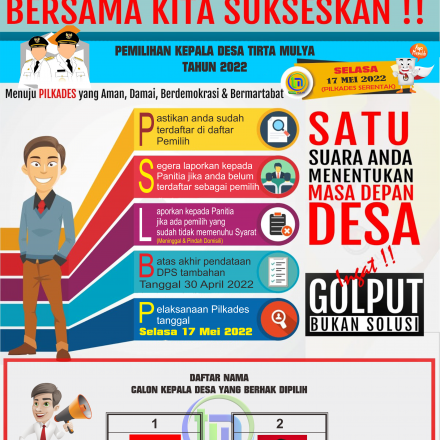 BERSAMA KITA SUKSESKAN !!
PEMILIHAN KEPALA DESA TIRTA MULYA
TAHUN 2022
SELASA
17 MEI 2022
(PILKADES SERENTAK)
Menuju PILKADES yang Aman, Damai, Berdemokrasi & Bermartabat
Pastikan anda sudah
terdaftar di daftar
Pemilih
Segera laporkan kepada
Panitia jika anda belum
terdaftar sebagai pemilih
Laporkan kepada Panitia
jika ada pemilih yang
sudah tidak memenuhu Syarat
(Meninggal & Pindah Domisili)
Batas akhir pendataan
DPS tambahan
Tanggal 30 April 2022
Pelaksanaan Pilkades
tanggal
Selasa 17 Mei 2022
SATU
SUARA ANDA
MENENTUKAN
MASA DEPAN
DESA
Ingat !!
GOLPUT
BUKAN SOLUSI
DAFTAR NAMA
CALON KEPALA DESA YANG BERHAK DIPILIH
1
2